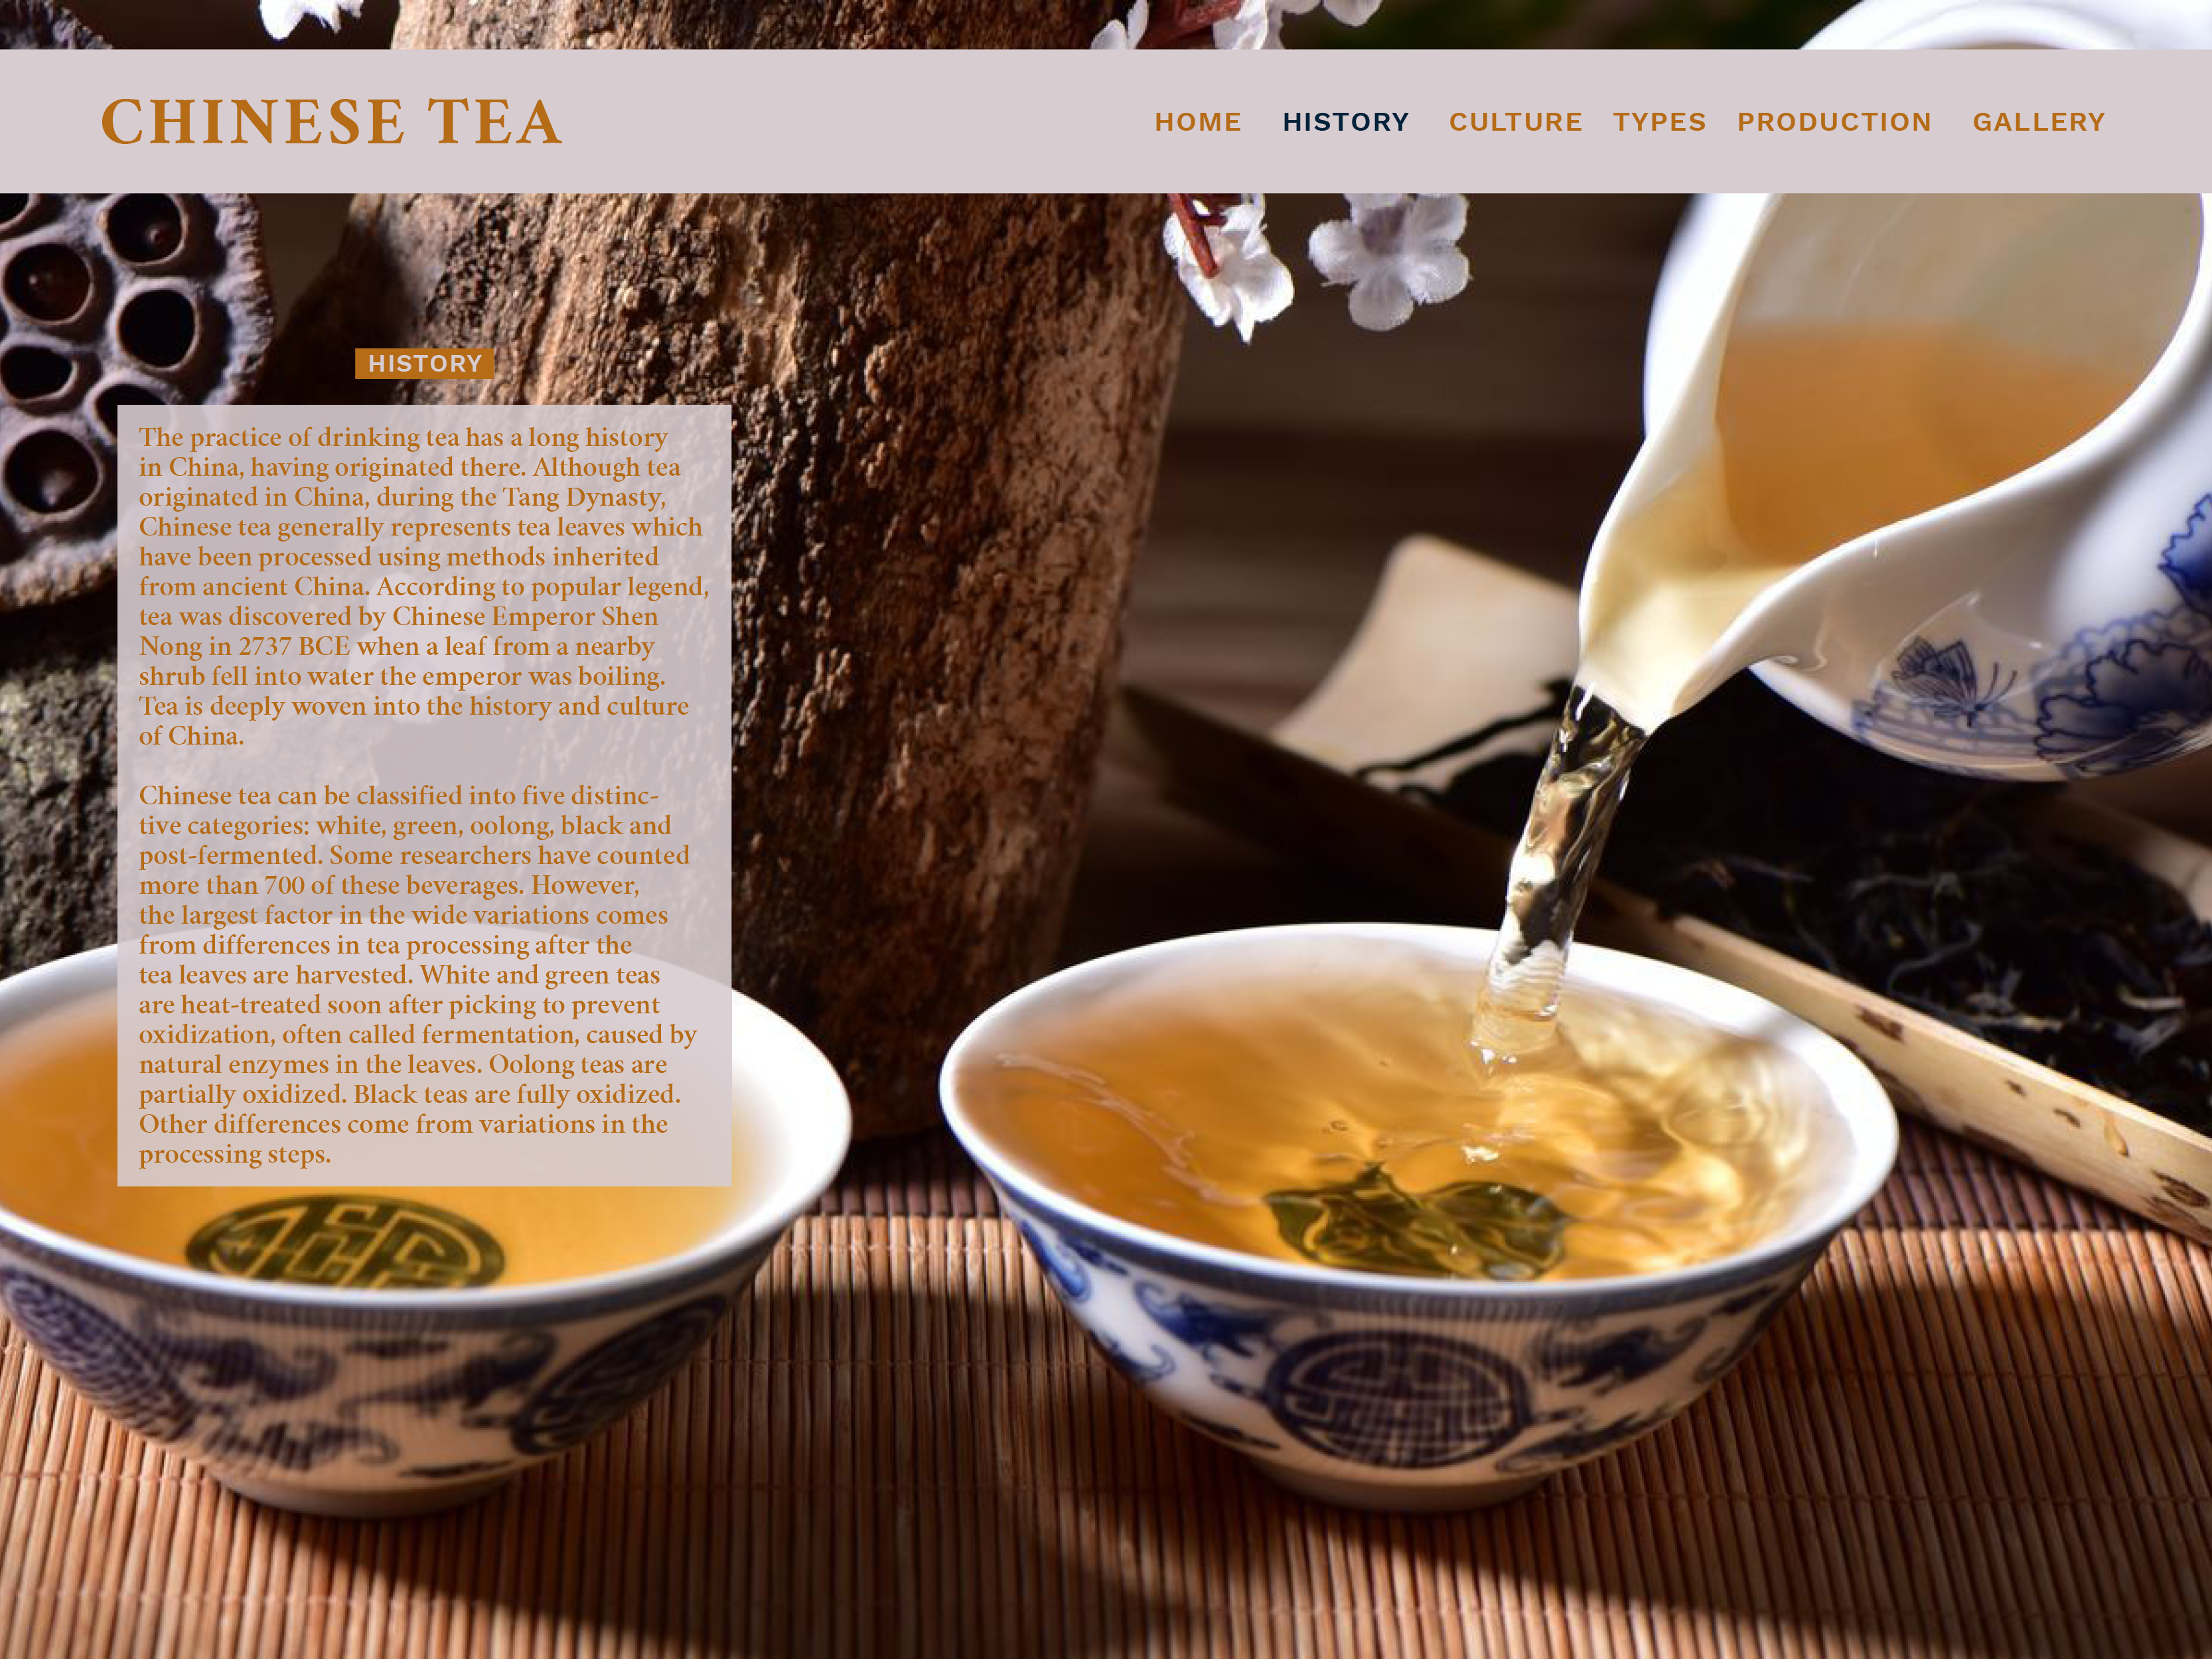 CHINESE TEA
HOME HISTORY CULTURE TYPES PRODUCTION GALLERY
HISTORY
The practice of drinking tea has a long history
in China, having originated there. Although tea
originated in China, during the Tang Dynasty,
Chinese tea generally represents tea leaves which
have been processed using methods inherited
from ancient China. According to popular legend,
tea was discovered by Chinese Emperor Shen
Nong in 2737 BCE when a leaf from a nearby
shrub fell into water the emperor was boiling.
Tea is deeply woven into the history and culture
of China.
Chinese tea can be classified into five distinc-
tive categories: white, green, oolong, black and
post-fermented. Some researchers have counted
more than 700 of these beverages. However,
the largest factor in the wide variations comes
from differences in tea processing after the
tea leaves are harvested. White and green teas
are heat-treated soon after picking to prevent
oxidization, often called fermentation, caused by
natural enzymes in the leaves. Oolong teas are
partially oxidized. Black teas are fully oxidized.
Other differences come from variations in the
processing steps.